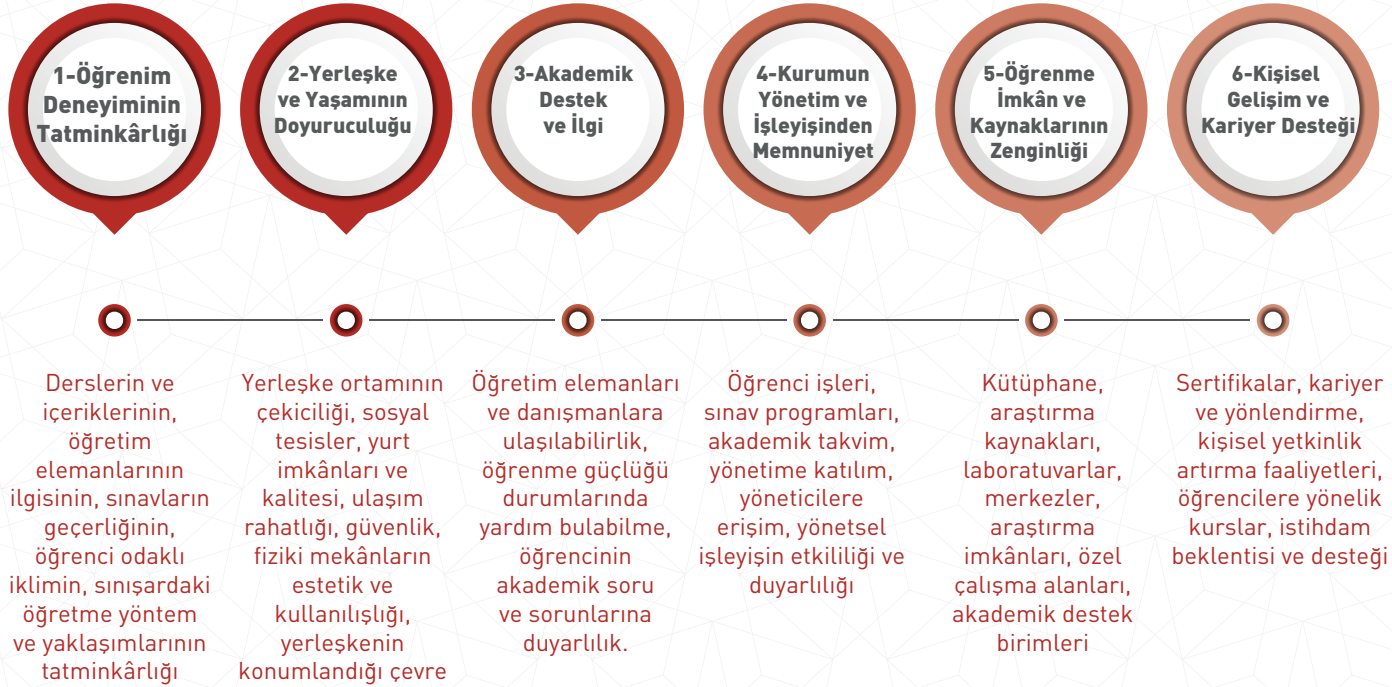 1-Öğrenim
Deneyiminin
Tatminkârlığı
2-Yerleşke
ve Yaşamının
Doyuruculuğu
3-Akademik
Destek
ve İlgi
4-Kurumun
Yönetim ve
İşleyişinden
Memnuniyet
5-Öğrenme
İmkân ve
Kaynaklarının
Zenginliği
6-Kişisel
Gelişim ve
Kariyer Desteği
Derslerin ve
içeriklerinin,
öğretim
elemanlarının
ilgisinin, sınavların
geçerliğinin,
öğrenci odaklı
iklimin, sınışardaki
öğretme yöntem
ve yaklaşımlarının
tatminkârlığı
Yerleşke ortamının
çekiciliği, sosyal
tesisler, yurt
imkânları ve
kalitesi, ulaşım
rahatlığı, güvenlik,
fiziki mekânların
estetik ve
kullanılışlığı,
yerleşkenin
konumlandığı çevre
Öğretim elemanları
ve danışmanlara
ulaşılabilirlik,
öğrenme güçlüğü
durumlarında
yardım bulabilme,
öğrencinin
akademik soru
ve sorunlarına
duyarlılık.
Öğrenci işleri,
sınav programları,
akademik takvim,
yönetime katılım,
yöneticilere
erişim, yönetsel
işleyişin etkililiği ve
duyarlılığı
Kütüphane,
araştırma
kaynakları,
laboratuvarlar,
merkezler,
araştırma
imkânları, özel
çalışma alanları,
akademik destek
birimleri
Sertifikalar, kariyer
ve yönlendirme,
kişisel yetkinlik
artırma faaliyetleri,
öğrencilere yönelik
kurslar, istihdam
beklentisi ve desteği